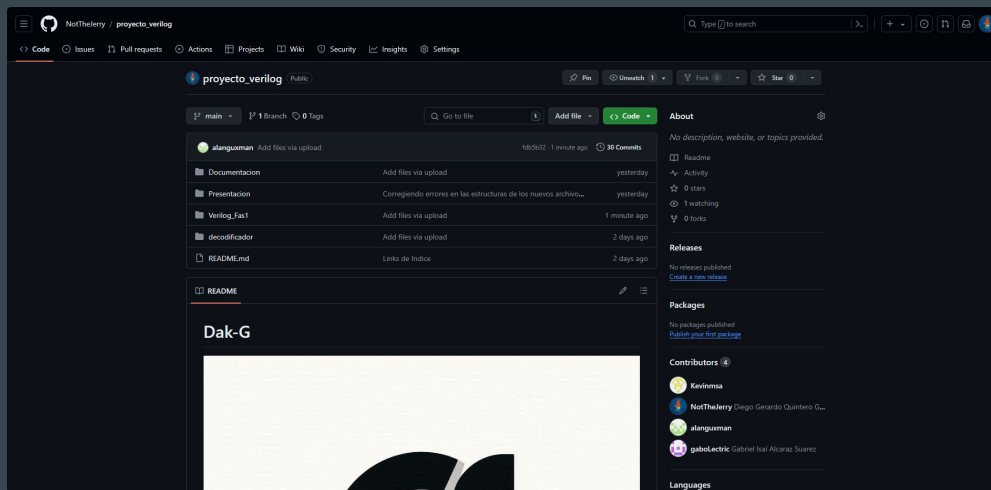 NotTheJerry / proyecto_verilog
Type / to search
Code Issues Pull requests Actions Projects Wiki Security Insights Settings
proyecto_verilog Public
Pin Unwatch 1 Fork 0 Star 0
main 1 Branch 0 Tags Go to file t Add file Code
alanguxman Add files via upload fdb5b32 · 1 minute ago 30 Commits
Documentacion Add files via upload yesterday
Presentacion Corregiendo errores en las estructuras de los nuevos archivo... yesterday
Verilog_Fas1 Add files via upload 1 minute ago
decodificador Add files via upload 2 days ago
README.md Links de Indice 2 days ago
README
Dak-G
About
No description, website, or topics provided.
Readme
Activity
0 stars
1 watching
0 forks
Releases
No releases published
Create a new release
Packages
No packages published
Publish your first package
Contributors 4
Kevinmsa
NotTheJerry Diego Gerardo Quintero G...
alanguxman
gaboLectric Gabriel Isaí Alcaraz Suarez
Languages